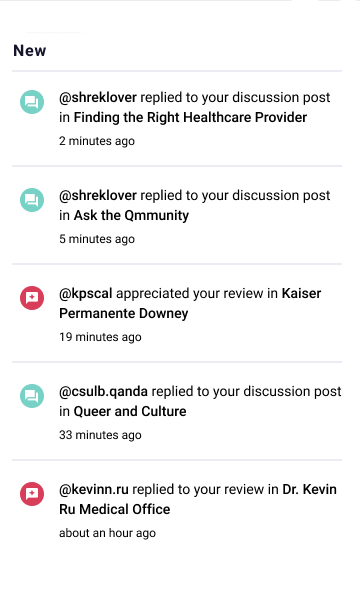 New
@shreklover replied to your discussion post
in Finding the Right Healthcare Provider
2 minutes ago
@shreklover replied to your discussion post
in Ask the Qmmunity
5 minutes ago
@kpscal appreciated your review in Kaiser
Permanente Downey
19 minutes ago
@csulb.qanda replied to your discussion post
in Queer and Culture
33 minutes ago
@kevinn.ru replied to your review in Dr. Kevin
Ru Medical Office
about an hour ago